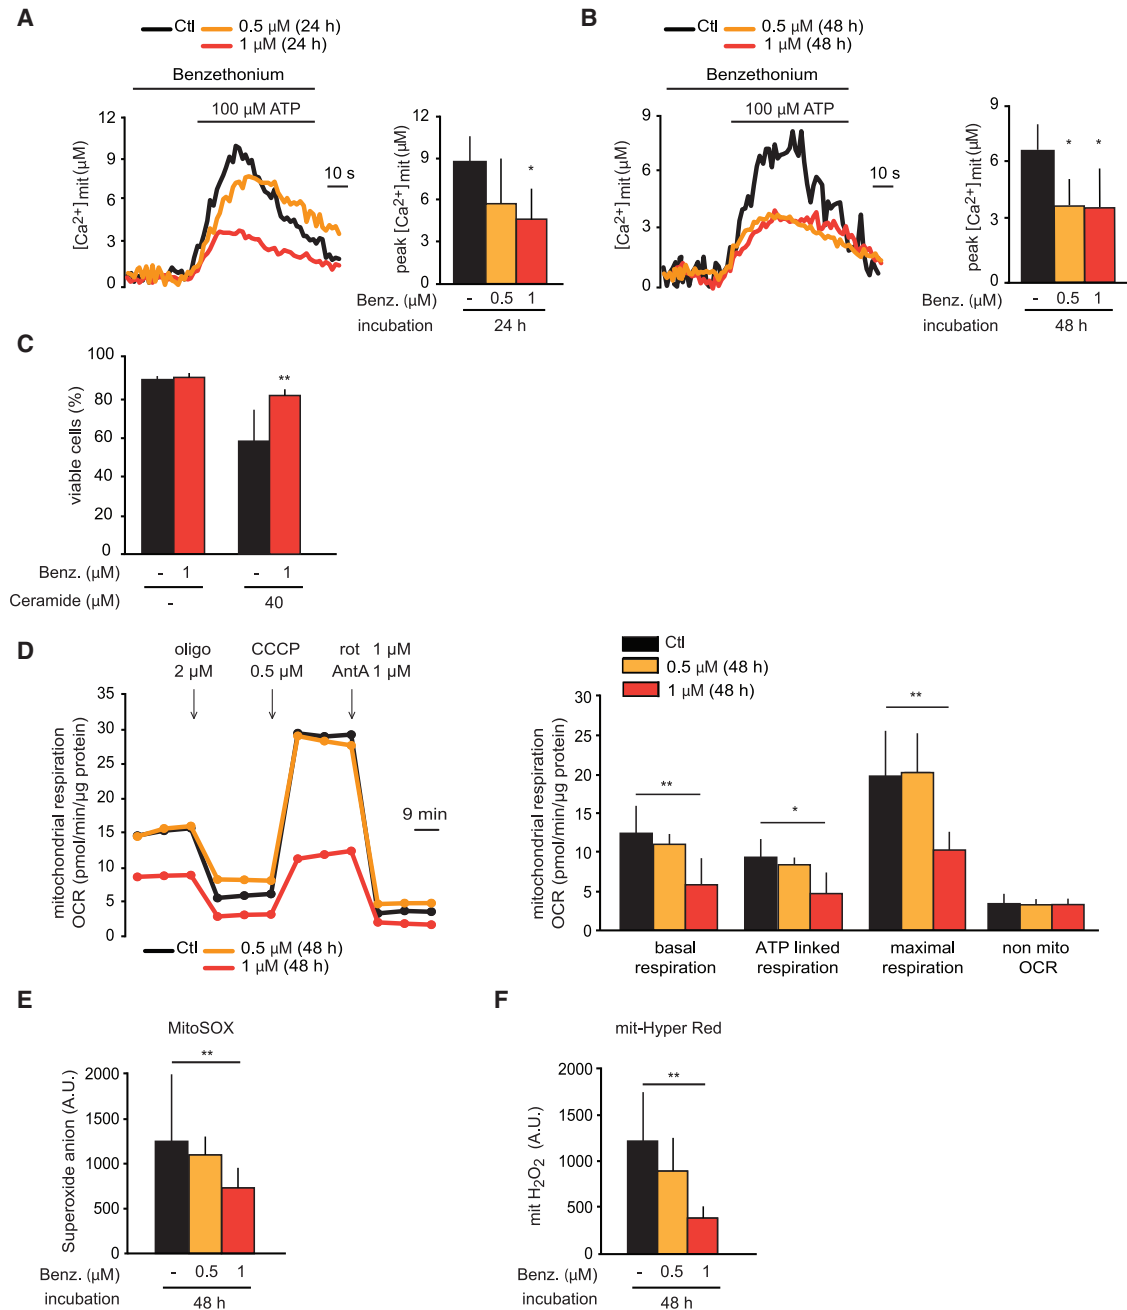 A
Ctl 0.5 µM (24 h)
1 µM (24 h)
Benzethonium
100 µM ATP
12
9
6
3
0
[Ca2+]mit (µM)
10 s
12
9
6
3
0
peak [Ca2+]mit (µM)
*
Benz. (µM) - 0.5 1
incubation 24 h
B
Ctl 0.5 µM (48 h)
1 µM (48 h)
Benzethonium
100 µM ATP
9
6
3
0
[Ca2+]mit (µM)
10 s
9
6
3
0
peak [Ca2+]mit (µM)
* *
Benz. (µM) - 0.5 1
incubation 48 h
C
100
80
60
40
20
0
viable cells (%)
**
Benz. (µM) - 1 - 1
Ceramide (µM) - 40
D
oligo CCCP rot 1 µM
2 µM 0.5 µM AntA 1 µM
35
30
25
20
15
10
5
0
mitochondrial respiration
OCR (pmol/min/µg protein)
9 min
Ctl 0.5 µM (48 h)
1 µM (48 h)
Ctl
0.5 µM (48 h)
1 µM (48 h)
30
25
20
15
10
5
0
mitochondrial respiration
OCR (pmol/min/µg protein)
** * **
basal ATP linked maximal non mito
respiration respiration respiration OCR
E
MitoSOX
**
2000
1500
1000
500
0
Superoxide anion (A.U.)
Benz. (µM) - 0.5 1
incubation 48 h
F
mit-Hyper Red
**
2000
1500
1000
500
0
mit H2O2 (A.U.)
Benz. (µM) - 0.5 1
incubation 48 h